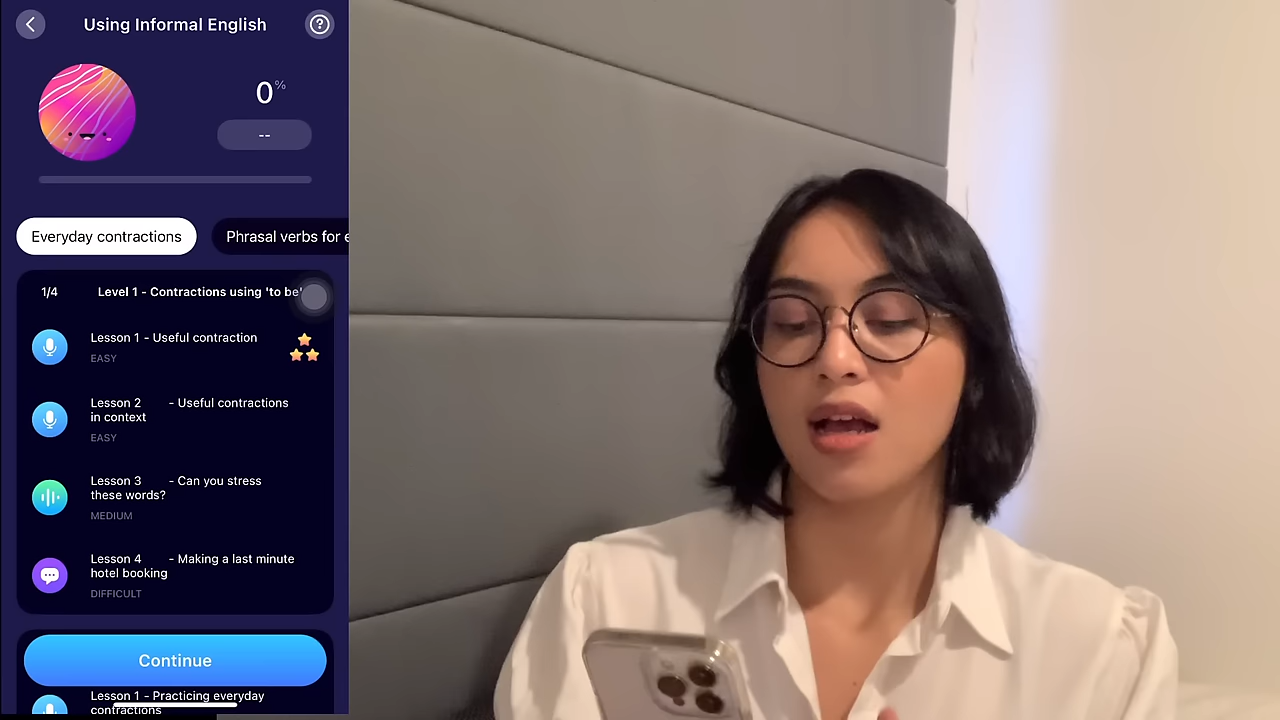 Using Informal English
?
0%
--
Everyday contractions
Phrasal verbs for e
1/4 Level 1 - Contractions using 'to be'
Lesson 1 - Useful contraction
EASY
Lesson 2 - Useful contractions
in context
EASY
Lesson 3 - Can you stress
these words?
MEDIUM
Lesson 4 - Making a last minute
hotel booking
DIFFICULT
Continue
Lesson 1 - Practicing everyday
contractions